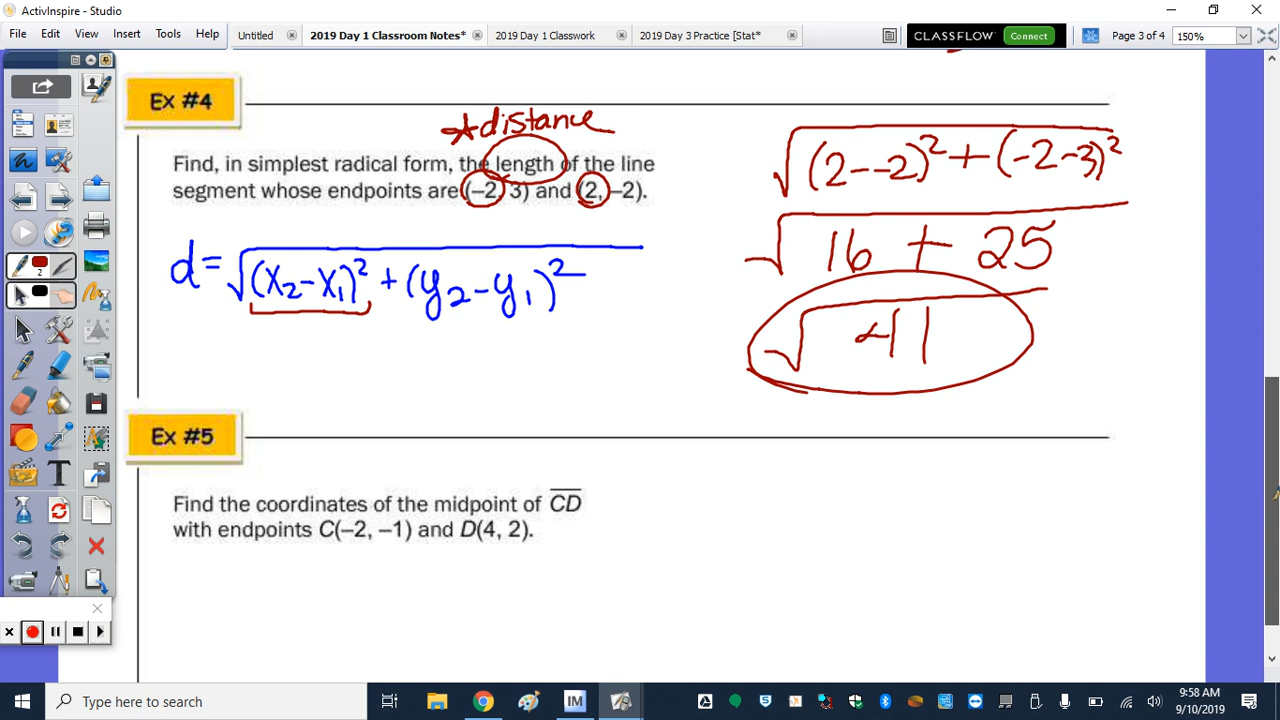 ActivInspire - Studio
File Edit View Insert Tools Help
Untitled
2019 Day 1 Classroom Notes*
2019 Day 1 Classwork
2019 Day 3 Practice [Stat*
CLASSFLOW Connect
Page 3 of 4
150%
Ex #4
*distance
Find, in simplest radical form, the length of the line
segment whose endpoints are (−2, 3) and (2, −2).
d=√(x₂−x₁)²+(y₂−y₁)²
√(2--2)²+(-2-3)²
√16+25
√41
Ex #5
Find the coordinates of the midpoint of C̅D̅
with endpoints C(−2, −1) and D(4, 2).
2
Type here to search
IM
9:58 AM
9/10/2019